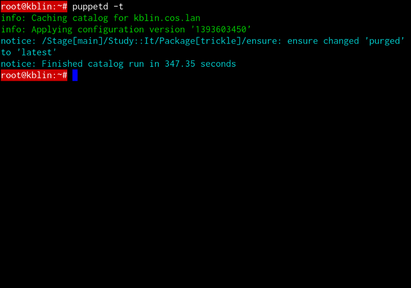 root@kblin:~# puppetd -t
info: Caching catalog for kblin.cos.lan
info: Applying configuration version '1393603450'
notice: /Stage[main]/Study::It/Package[trickle]/ensure: ensure changed 'purged'
to 'latest'
notice: Finished catalog run in 347.35 seconds
root@kblin:~#